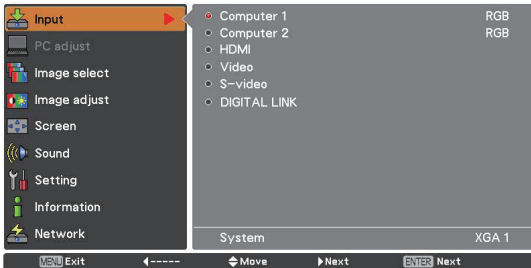 Input
PC adjust
Image select
Image adjust
Screen
Sound
Setting
Information
Network
Computer 1 RGB
Computer 2 RGB
HDMI
Video
S-video
DIGITAL LINK
System XGA 1
MENU Exit ----- Move Next ENTER Next